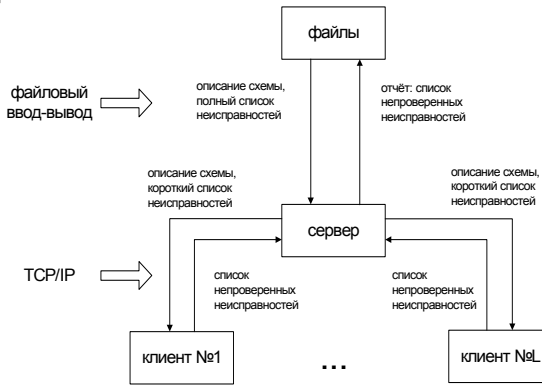 файлы
файловый
ввод-вывод
описание схемы,
полный список
неисправностей
отчёт: список
непроверенных
неисправностей
описание схемы,
короткий список
неисправностей
описание схемы,
короткий список
неисправностей
сервер
TCP/IP
список
непроверенных
неисправностей
список
непроверенных
неисправностей
клиент №1
...
клиент №L